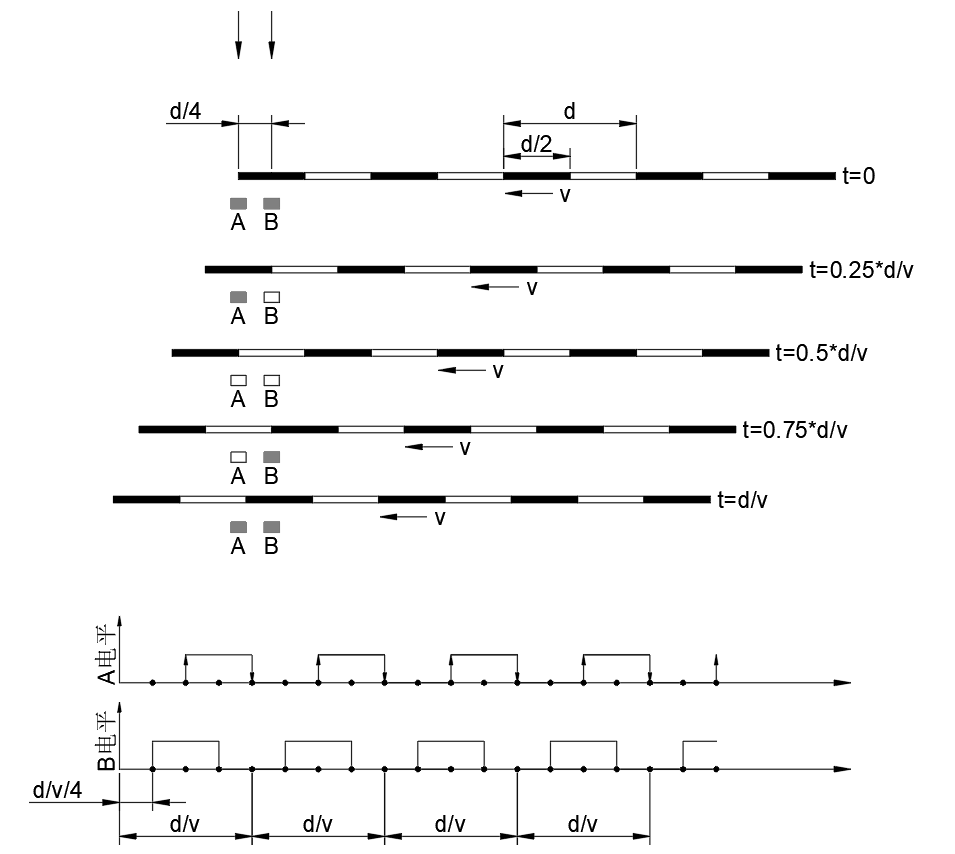 d/4
d
d/2
t=0
v
A B
t=0.25*d/v
v
A B
t=0.5*d/v
v
A B
t=0.75*d/v
v
A B
t=d/v
v
A B
A电平
B电平
d/v/4
d/v d/v d/v d/v